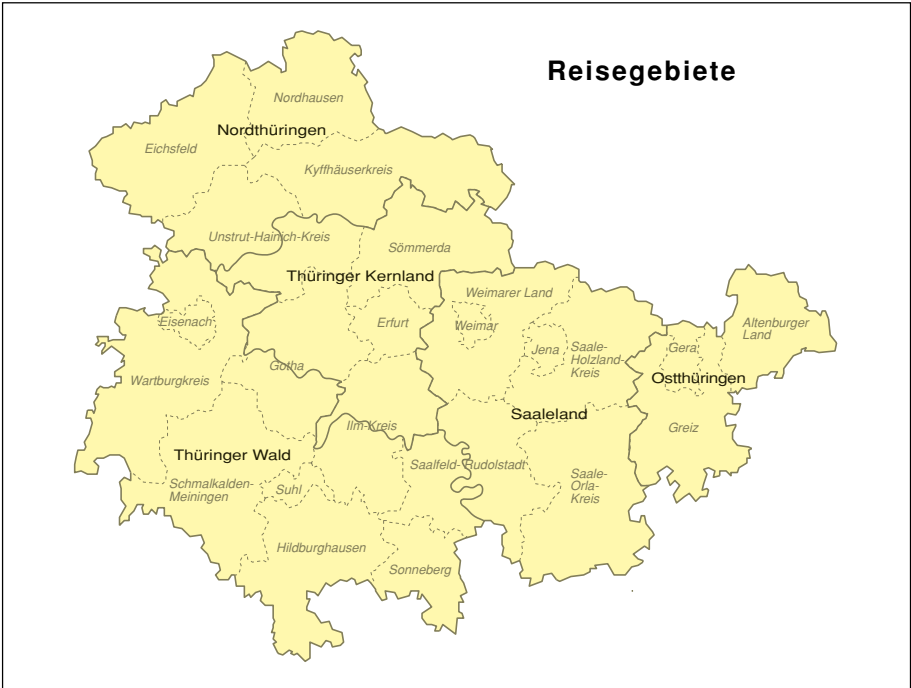 Reisegebiete
Nordhausen
Nordthüringen
Eichsfeld
Kyffhäuserkreis
Unstrut-Hainich-Kreis
Sömmerda
Thüringer Kernland
Weimarer Land
Eisenach
Erfurt
Weimar
Altenburger
Land
Jena
Saale-
Holzland-
Kreis
Gera
Gotha
Wartburgkreis
Ostthüringen
Saaleland
Ilm-Kreis
Greiz
Thüringer Wald
Saalfeld-Rudolstadt
Schmalkalden-
Meiningen
Suhl
Saale-
Orla-
Kreis
Hildburghausen
Sonneberg